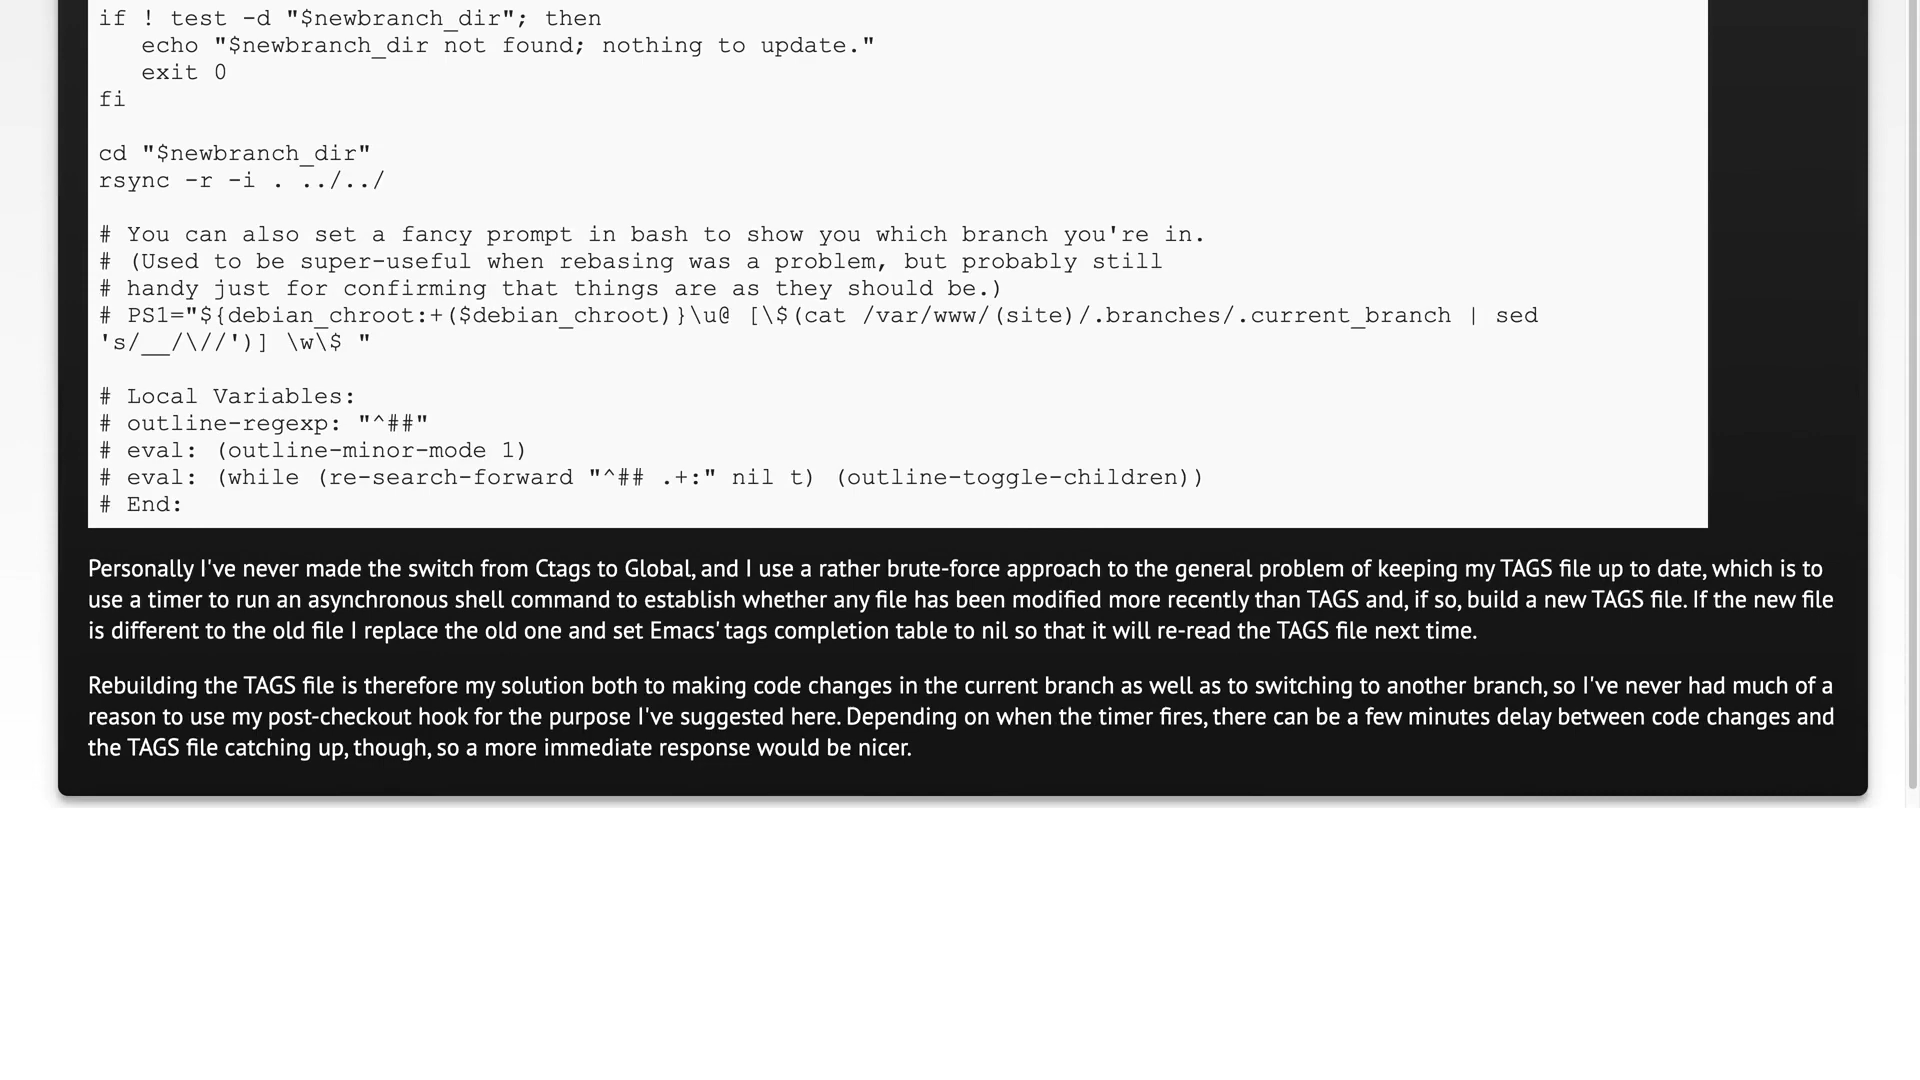 if ! test -d "$newbranch_dir"; then
   echo "$newbranch_dir not found; nothing to update."
   exit 0
fi

cd "$newbranch_dir"
rsync -r -i . ../../

# You can also set a fancy prompt in bash to show you which branch you're in.
# (Used to be super-useful when rebasing was a problem, but probably still
# handy just for confirming that things are as they should be.)
# PS1="${debian_chroot:+($debian_chroot)}\u@ [\$(cat /var/www/(site)/.branches/.current_branch | sed
's/__/\//')] \w\$ "

# Local Variables:
# outline-regexp: "^##"
# eval: (outline-minor-mode 1)
# eval: (while (re-search-forward "^## .+:" nil t) (outline-toggle-children))
# End:

Personally I've never made the switch from Ctags to Global, and I use a rather brute-force approach to the general problem of keeping my TAGS file up to date, which is to
use a timer to run an asynchronous shell command to establish whether any file has been modified more recently than TAGS and, if so, build a new TAGS file. If the new file
is different to the old file I replace the old one and set Emacs' tags completion table to nil so that it will re-read the TAGS file next time.

Rebuilding the TAGS file is therefore my solution both to making code changes in the current branch as well as to switching to another branch, so I've never had much of a
reason to use my post-checkout hook for the purpose I've suggested here. Depending on when the timer fires, there can be a few minutes delay between code changes and
the TAGS file catching up, though, so a more immediate response would be nicer.